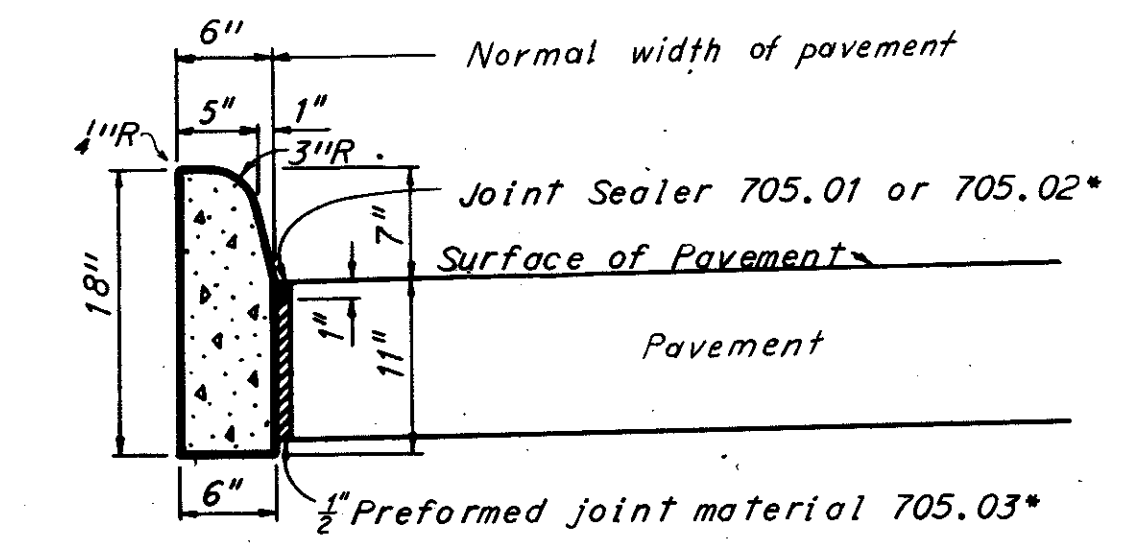 6"
Normal width of pavement
5"
1"
1/4"R
3"R
Joint Sealer 705.01 or 705.02*
7"
Surface of Pavement
18"
1"
11"
Pavement
6"
1/2" Preformed joint material 705.03*